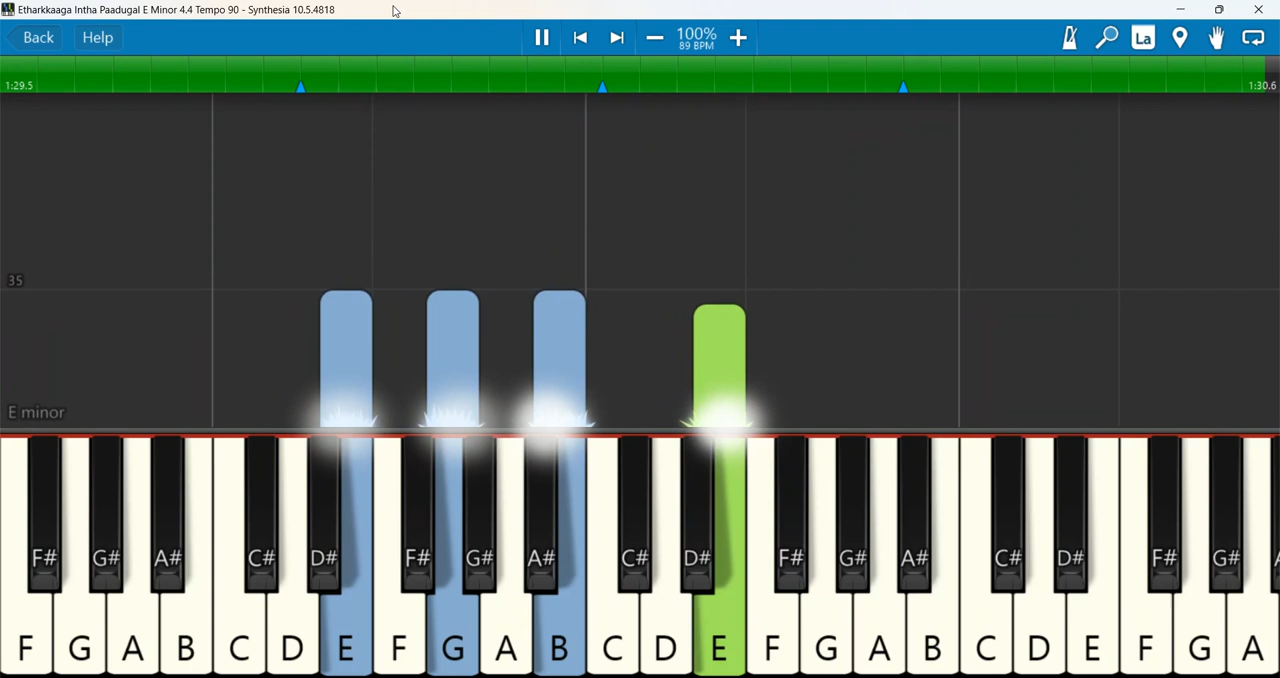 Etharkkaaga Intha Paadugal E Minor 4.4 Tempo 90 - Synthesia 10.5.4818
Back Help 100% La
89 BPM
1:29.5 1:30.6
35
E minor
F# G# A# C# D# F# G# A# C# D# F# G# A# C# D# F# G# A
F G A B C D E F G A B C D E F G A B C D E F G A